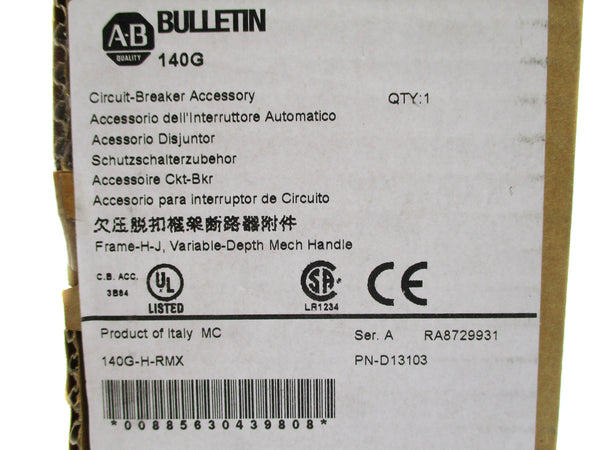 A-B
QUALITY
BULLETIN
140G
Circuit-Breaker Accessory QTY:1
Accessorio dell'Interruttore Automatico
Acessorio Disjuntor
Schutzschalterzubehor
Accessoire Ckt-Bkr
Accesorio para interruptor de Circuito
欠压脱扣框架断路器附件
Frame-H-J, Variable-Depth Mech Handle
C.B. ACC.
3B84
UL
LISTED
SA
LR1234
CE
Product of Italy MC Ser. A RA8729931
140G-H-RMX PN-D13103
*00885630439808*